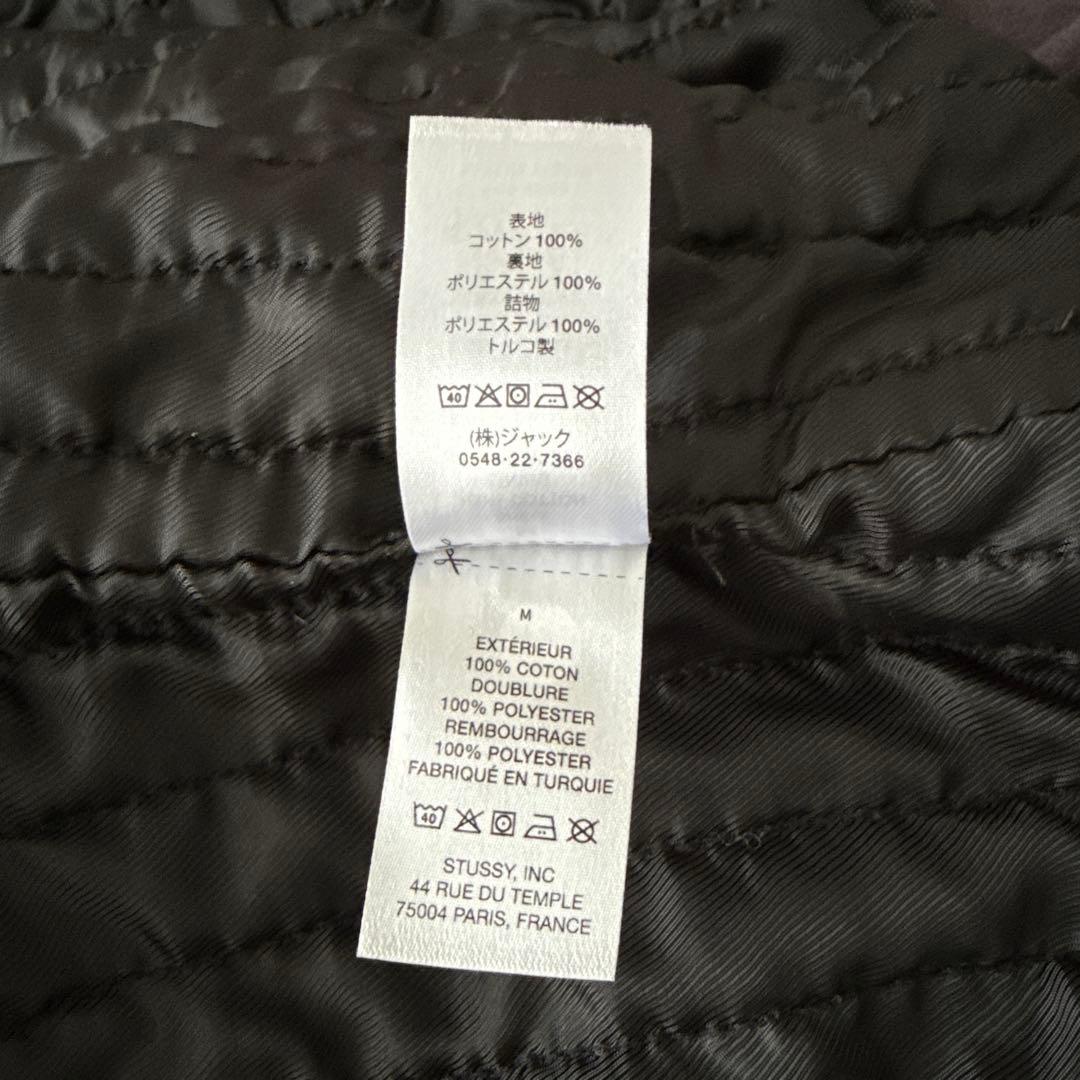 表地
コットン 100%
裏地
ポリエステル 100%
詰物
ポリエステル 100%
トルコ製
40
(株)ジャック
0548·22·7366
M
EXTÉRIEUR
100% COTON
DOUBLURE
100% POLYESTER
REMBOURRAGE
100% POLYESTER
FABRIQUÉ EN TURQUIE
40
STUSSY, INC
44 RUE DU TEMPLE
75004 PARIS, FRANCE